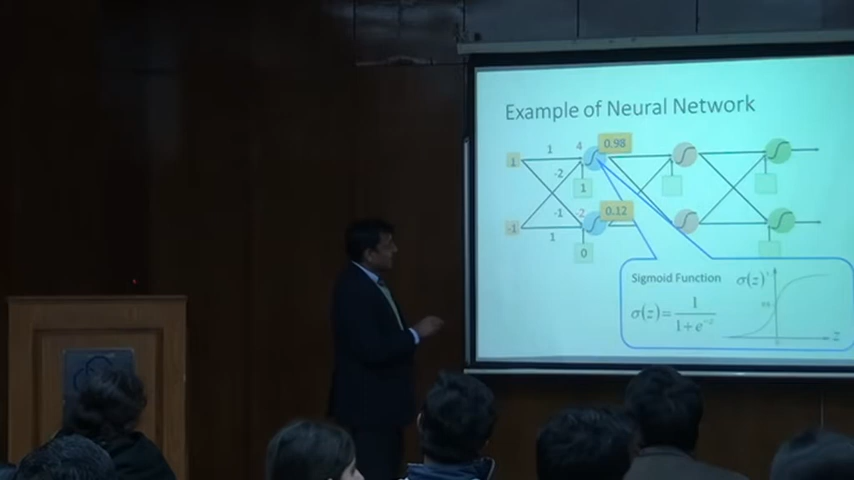 Example of Neural Network
1 1 4 0.98
-2
1
-1 -2 0.12
-1 1
0
Sigmoid Function σ(z)
σ(z)= 1
1+e^-z
z